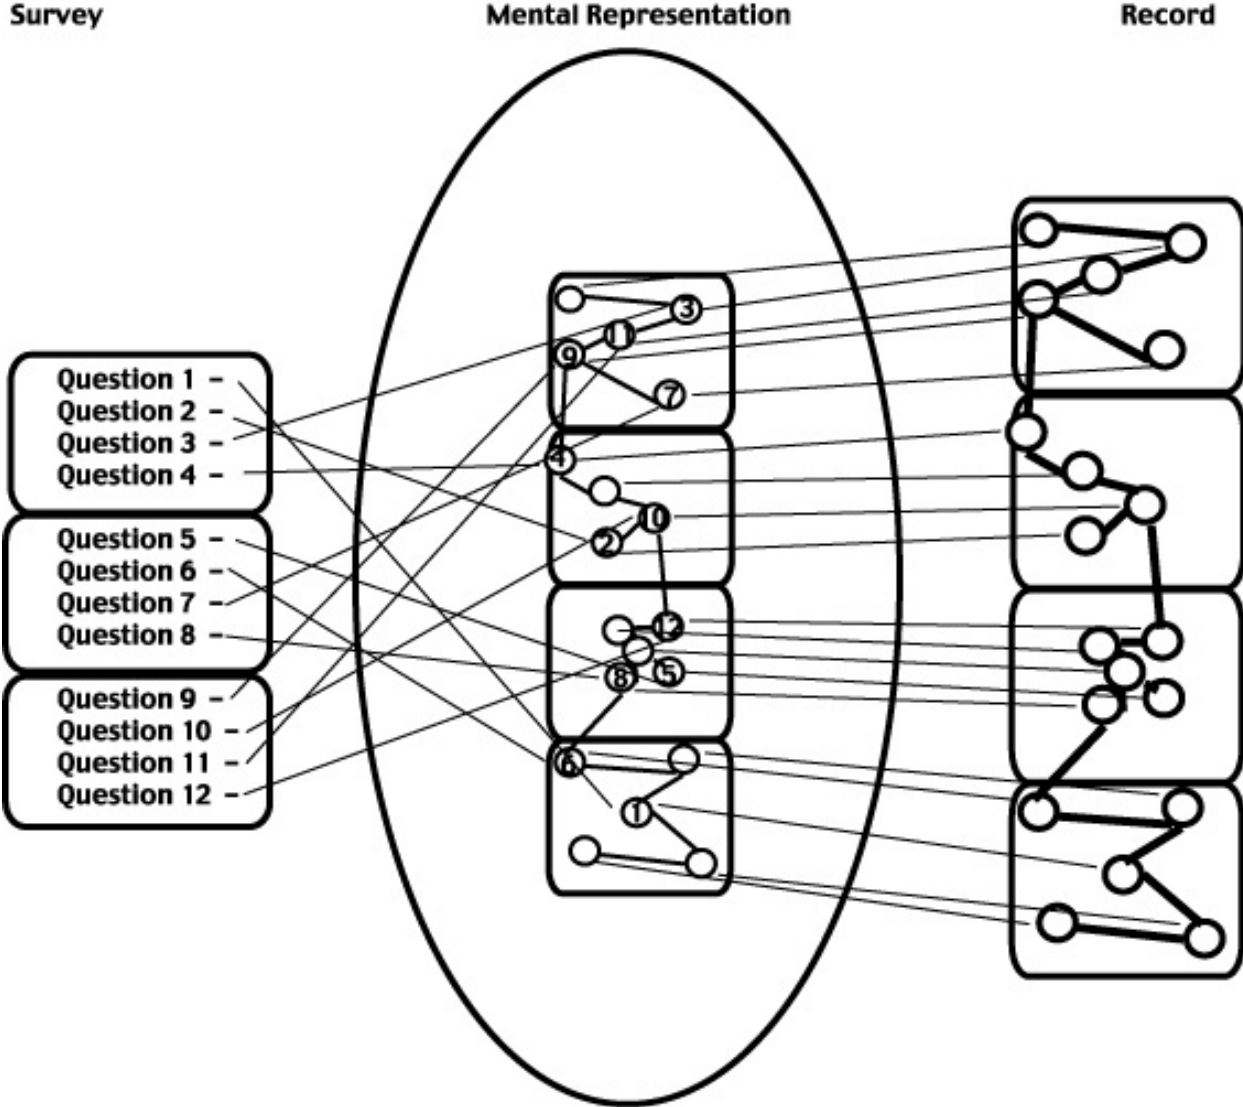 Survey
Mental Representation
Record
Question 1 -
Question 2 -
Question 3 -
Question 4 -
Question 5 -
Question 6 -
Question 7 -
Question 8 -
Question 9 -
Question 10 -
Question 11 -
Question 12 -
3
11
9
7
4
10
2
12
8
5
6
1